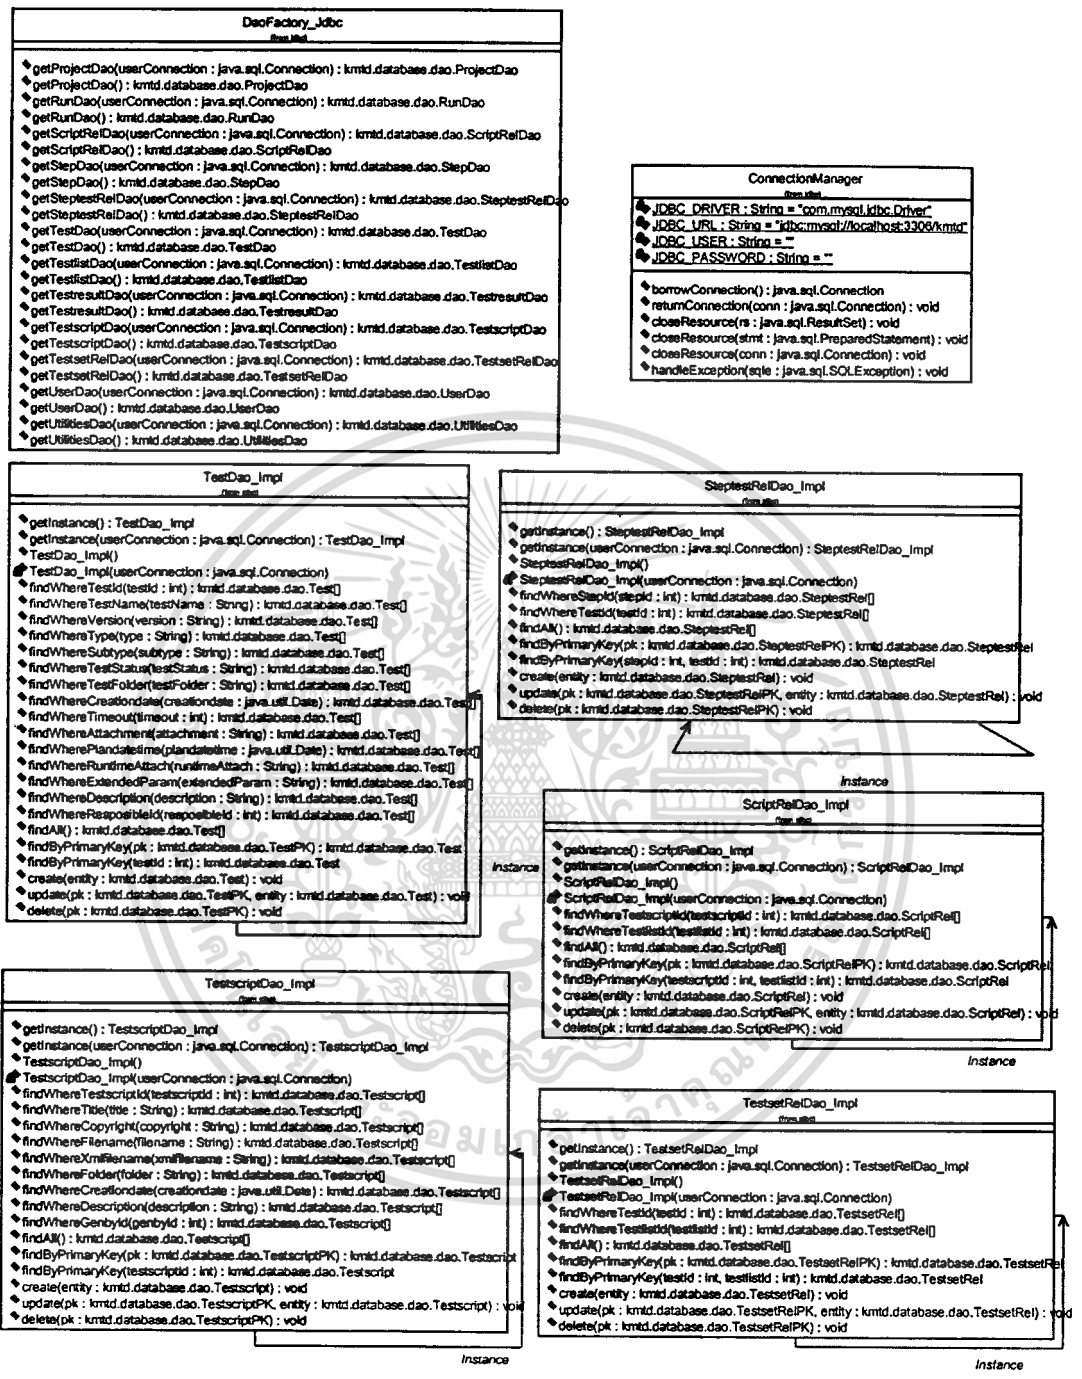 DaoFactory_Jdbc
(from jdbc)
getProjectDao(userConnection : java.sql.Connection) : kmtd.database.dao.ProjectDao
getProjectDao() : kmtd.database.dao.ProjectDao
getRunDao(userConnection : java.sql.Connection) : kmtd.database.dao.RunDao
getRunDao() : kmtd.database.dao.RunDao
getScriptRelDao(userConnection : java.sql.Connection) : kmtd.database.dao.ScriptRelDao
getScriptRelDao() : kmtd.database.dao.ScriptRelDao
getStepDao(userConnection : java.sql.Connection) : kmtd.database.dao.StepDao
getStepDao() : kmtd.database.dao.StepDao
getSteptestRelDao(userConnection : java.sql.Connection) : kmtd.database.dao.SteptestRelDao
getSteptestRelDao() : kmtd.database.dao.SteptestRelDao
getTestDao(userConnection : java.sql.Connection) : kmtd.database.dao.TestDao
getTestDao() : kmtd.database.dao.TestDao
getTestlistDao(userConnection : java.sql.Connection) : kmtd.database.dao.TestlistDao
getTestlistDao() : kmtd.database.dao.TestlistDao
getTestresultDao(userConnection : java.sql.Connection) : kmtd.database.dao.TestresultDao
getTestresultDao() : kmtd.database.dao.TestresultDao
getTestscriptDao(userConnection : java.sql.Connection) : kmtd.database.dao.TestscriptDao
getTestscriptDao() : kmtd.database.dao.TestscriptDao
getTestsetRelDao(userConnection : java.sql.Connection) : kmtd.database.dao.TestsetRelDao
getTestsetRelDao() : kmtd.database.dao.TestsetRelDao
getUserDao(userConnection : java.sql.Connection) : kmtd.database.dao.UserDao
getUserDao() : kmtd.database.dao.UserDao
getUtilitiesDao(userConnection : java.sql.Connection) : kmtd.database.dao.UtilitiesDao
getUtilitiesDao() : kmtd.database.dao.UtilitiesDao
ConnectionManager
(from jdbc)
JDBC_DRIVER : String = "com.mysql.jdbc.Driver"
JDBC_URL : String = "jdbc:mysql://localhost:3306/kmtd"
JDBC_USER : String = ""
JDBC_PASSWORD : String = ""
borrowConnection() : java.sql.Connection
returnConnection(conn : java.sql.Connection) : void
closeResource(rs : java.sql.ResultSet) : void
closeResource(stmt : java.sql.PreparedStatement) : void
closeResource(conn : java.sql.Connection) : void
handleException(sqle : java.sql.SQLException) : void
TestDao_Impl
(from jdbc)
getInstance() : TestDao_Impl
getInstance(userConnection : java.sql.Connection) : TestDao_Impl
TestDao_Impl()
TestDao_Impl(userConnection : java.sql.Connection)
findWhereTestId(testId : int) : kmtd.database.dao.Test[]
findWhereTestName(testName : String) : kmtd.database.dao.Test[]
findWhereVersion(version : String) : kmtd.database.dao.Test[]
findWhereType(type : String) : kmtd.database.dao.Test[]
findWhereSubtype(subtype : String) : kmtd.database.dao.Test[]
findWhereTestStatus(testStatus : String) : kmtd.database.dao.Test[]
findWhereTestFolder(testFolder : String) : kmtd.database.dao.Test[]
findWhereCreationdate(creationdate : java.util.Date) : kmtd.database.dao.Test[]
findWhereTimeout(timeout : int) : kmtd.database.dao.Test[]
findWhereAttachment(attachment : String) : kmtd.database.dao.Test[]
findWherePlandatetime(plandatetime : java.util.Date) : kmtd.database.dao.Test[]
findWhereRuntimeAttach(runtimeAttach : String) : kmtd.database.dao.Test[]
findWhereExtendedParam(extendedParam : String) : kmtd.database.dao.Test[]
findWhereDescription(description : String) : kmtd.database.dao.Test[]
findWhereResposibleId(resposibleId : int) : kmtd.database.dao.Test[]
findAll() : kmtd.database.dao.Test[]
findByPrimaryKey(pk : kmtd.database.dao.TestPK) : kmtd.database.dao.Test
findByPrimaryKey(testId : int) : kmtd.database.dao.Test
create(entity : kmtd.database.dao.Test) : void
update(pk : kmtd.database.dao.TestPK, entity : kmtd.database.dao.Test) : void
delete(pk : kmtd.database.dao.TestPK) : void
Instance
SteptestRelDao_Impl
(from jdbc)
getInstance() : SteptestRelDao_Impl
getInstance(userConnection : java.sql.Connection) : SteptestRelDao_Impl
SteptestRelDao_Impl()
SteptestRelDao_Impl(userConnection : java.sql.Connection)
findWhereStepId(stepId : int) : kmtd.database.dao.SteptestRel[]
findWhereTestId(testId : int) : kmtd.database.dao.SteptestRel[]
findAll() : kmtd.database.dao.SteptestRel[]
findByPrimaryKey(pk : kmtd.database.dao.SteptestRelPK) : kmtd.database.dao.SteptestRel
findByPrimaryKey(stepId : int, testId : int) : kmtd.database.dao.SteptestRel
create(entity : kmtd.database.dao.SteptestRel) : void
update(pk : kmtd.database.dao.SteptestRelPK, entity : kmtd.database.dao.SteptestRel) : void
delete(pk : kmtd.database.dao.SteptestRelPK) : void
Instance
ScriptRelDao_Impl
(from jdbc)
getInstance() : ScriptRelDao_Impl
getInstance(userConnection : java.sql.Connection) : ScriptRelDao_Impl
ScriptRelDao_Impl()
ScriptRelDao_Impl(userConnection : java.sql.Connection)
findWhereTestscriptId(testscriptId : int) : kmtd.database.dao.ScriptRel[]
findWhereTestlistId(testlistId : int) : kmtd.database.dao.ScriptRel[]
findAll() : kmtd.database.dao.ScriptRel[]
findByPrimaryKey(pk : kmtd.database.dao.ScriptRelPK) : kmtd.database.dao.ScriptRel
findByPrimaryKey(testscriptId : int, testlistId : int) : kmtd.database.dao.ScriptRel
create(entity : kmtd.database.dao.ScriptRel) : void
update(pk : kmtd.database.dao.ScriptRelPK, entity : kmtd.database.dao.ScriptRel) : void
delete(pk : kmtd.database.dao.ScriptRelPK) : void
Instance
TestscriptDao_Impl
(from jdbc)
getInstance() : TestscriptDao_Impl
getInstance(userConnection : java.sql.Connection) : TestscriptDao_Impl
TestscriptDao_Impl()
TestscriptDao_Impl(userConnection : java.sql.Connection)
findWhereTestscriptId(testscriptId : int) : kmtd.database.dao.Testscript[]
findWhereTitle(title : String) : kmtd.database.dao.Testscript[]
findWhereCopyright(copyright : String) : kmtd.database.dao.Testscript[]
findWhereFilename(filename : String) : kmtd.database.dao.Testscript[]
findWhereXmlfilename(xmlfilename : String) : kmtd.database.dao.Testscript[]
findWhereFolder(folder : String) : kmtd.database.dao.Testscript[]
findWhereCreationdate(creationdate : java.util.Date) : kmtd.database.dao.Testscript[]
findWhereDescription(description : String) : kmtd.database.dao.Testscript[]
findWhereGenbyId(genbyId : int) : kmtd.database.dao.Testscript[]
findAll() : kmtd.database.dao.Testscript[]
findByPrimaryKey(pk : kmtd.database.dao.TestscriptPK) : kmtd.database.dao.Testscript
findByPrimaryKey(testscriptId : int) : kmtd.database.dao.Testscript
create(entity : kmtd.database.dao.Testscript) : void
update(pk : kmtd.database.dao.TestscriptPK, entity : kmtd.database.dao.Testscript) : void
delete(pk : kmtd.database.dao.TestscriptPK) : void
Instance
TestsetRelDao_Impl
(from jdbc)
getInstance() : TestsetRelDao_Impl
getInstance(userConnection : java.sql.Connection) : TestsetRelDao_Impl
TestsetRelDao_Impl()
TestsetRelDao_Impl(userConnection : java.sql.Connection)
findWhereTestId(testId : int) : kmtd.database.dao.TestsetRel[]
findWhereTestlistId(testlistId : int) : kmtd.database.dao.TestsetRel[]
findAll() : kmtd.database.dao.TestsetRel[]
findByPrimaryKey(pk : kmtd.database.dao.TestsetRelPK) : kmtd.database.dao.TestsetRel
findByPrimaryKey(testId : int, testlistId : int) : kmtd.database.dao.TestsetRel
create(entity : kmtd.database.dao.TestsetRel) : void
update(pk : kmtd.database.dao.TestsetRelPK, entity : kmtd.database.dao.TestsetRel) : void
delete(pk : kmtd.database.dao.TestsetRelPK) : void
Instance